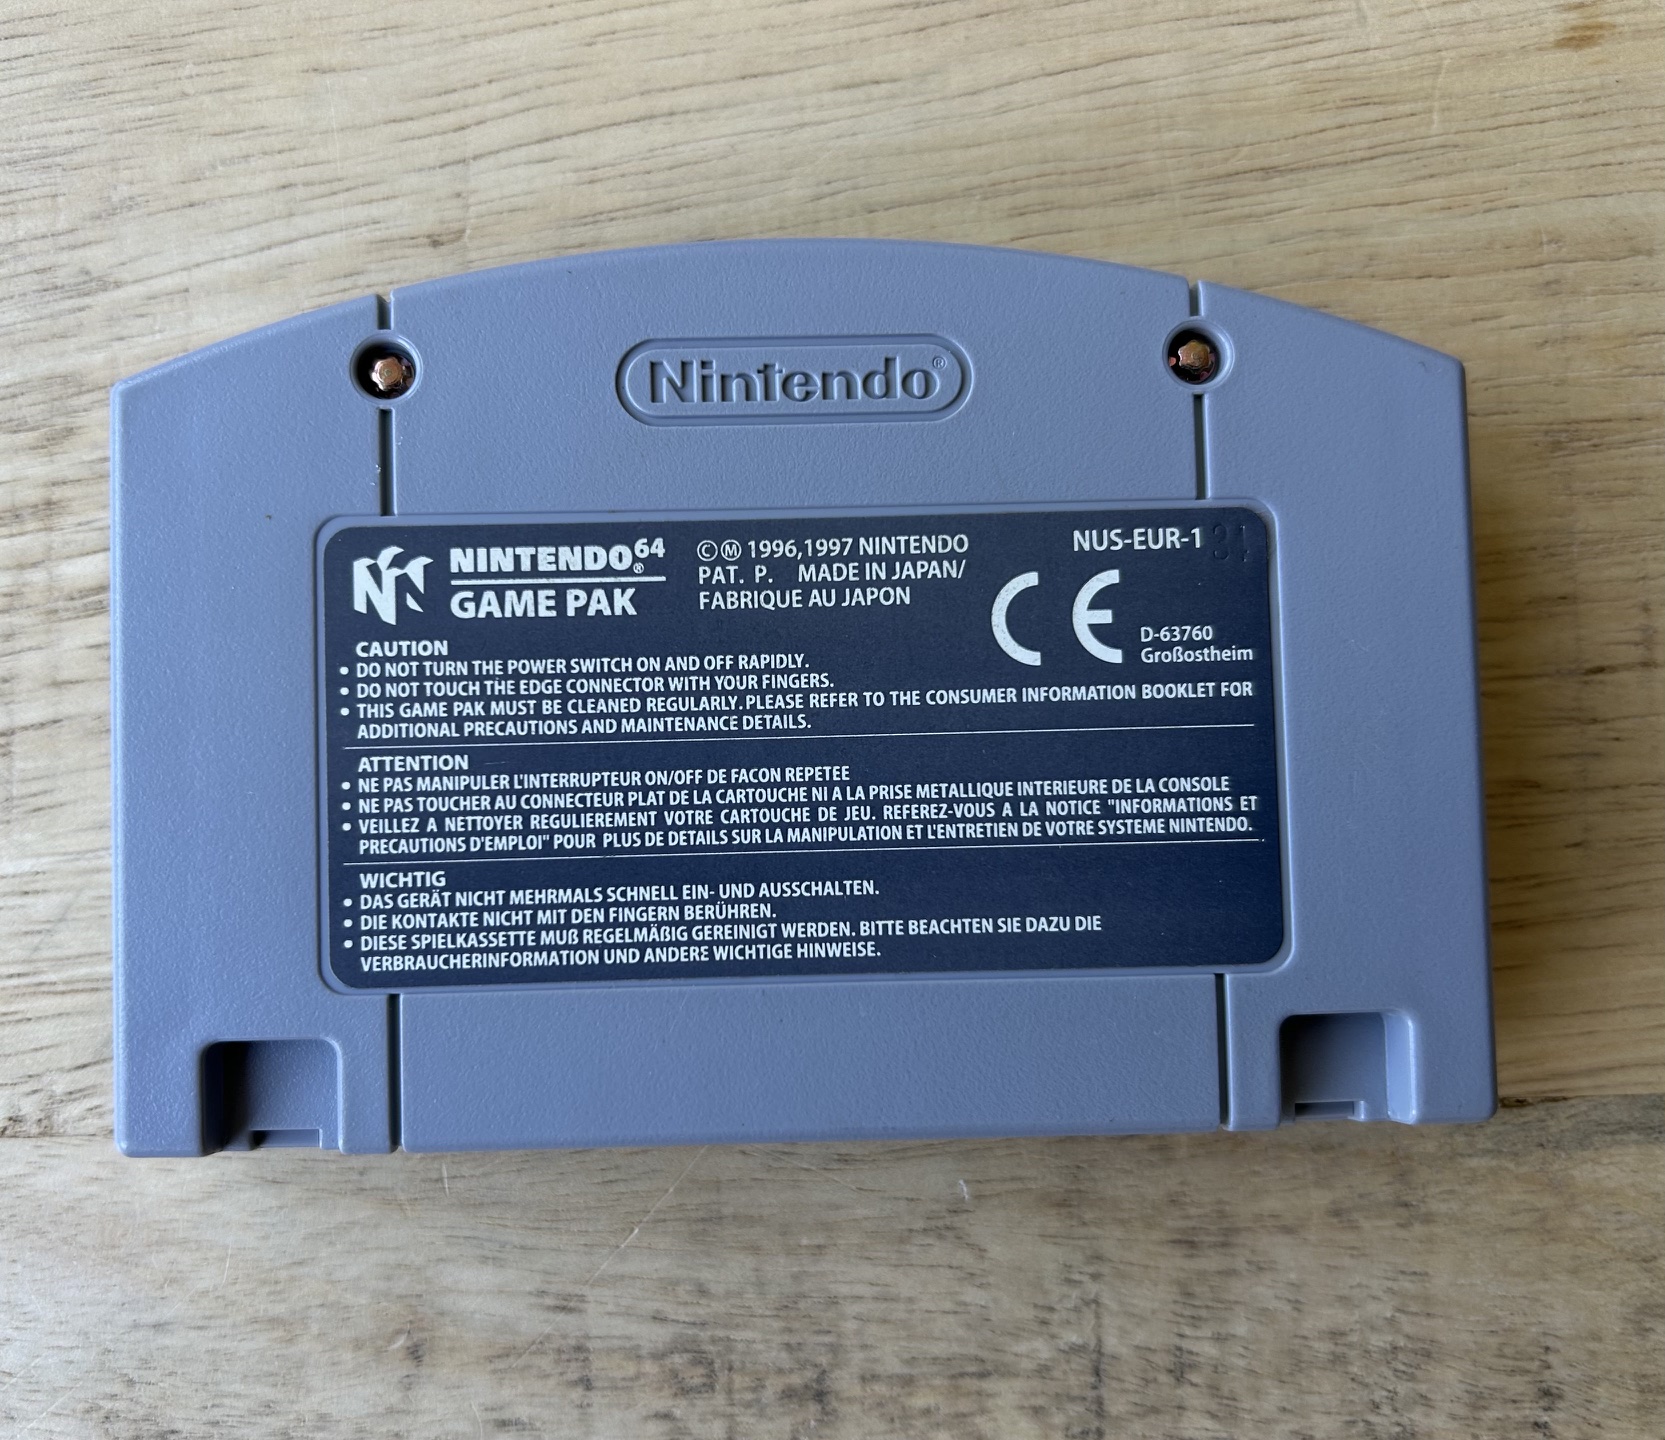 Nintendo®
NINTENDO64®
GAME PAK
©Ⓜ 1996,1997 NINTENDO
PAT. P. MADE IN JAPAN/
FABRIQUE AU JAPON
NUS-EUR-1
31
CE
D-63760
Großostheim
CAUTION
• DO NOT TURN THE POWER SWITCH ON AND OFF RAPIDLY.
• DO NOT TOUCH THE EDGE CONNECTOR WITH YOUR FINGERS.
• THIS GAME PAK MUST BE CLEANED REGULARLY. PLEASE REFER TO THE CONSUMER INFORMATION BOOKLET FOR
ADDITIONAL PRECAUTIONS AND MAINTENANCE DETAILS.
ATTENTION
• NE PAS MANIPULER L'INTERRUPTEUR ON/OFF DE FACON REPETEE
• NE PAS TOUCHER AU CONNECTEUR PLAT DE LA CARTOUCHE NI A LA PRISE METALLIQUE INTERIEURE DE LA CONSOLE
• VEILLEZ A NETTOYER REGULIEREMENT VOTRE CARTOUCHE DE JEU. REFEREZ-VOUS A LA NOTICE "INFORMATIONS ET
PRECAUTIONS D'EMPLOI" POUR PLUS DE DETAILS SUR LA MANIPULATION ET L'ENTRETIEN DE VOTRE SYSTEME NINTENDO.
WICHTIG
• DAS GERÄT NICHT MEHRMALS SCHNELL EIN- UND AUSSCHALTEN.
• DIE KONTAKTE NICHT MIT DEN FINGERN BERÜHREN.
• DIESE SPIELKASSETTE MUß REGELMÄßIG GEREINIGT WERDEN. BITTE BEACHTEN SIE DAZU DIE
VERBRAUCHERINFORMATION UND ANDERE WICHTIGE HINWEISE.